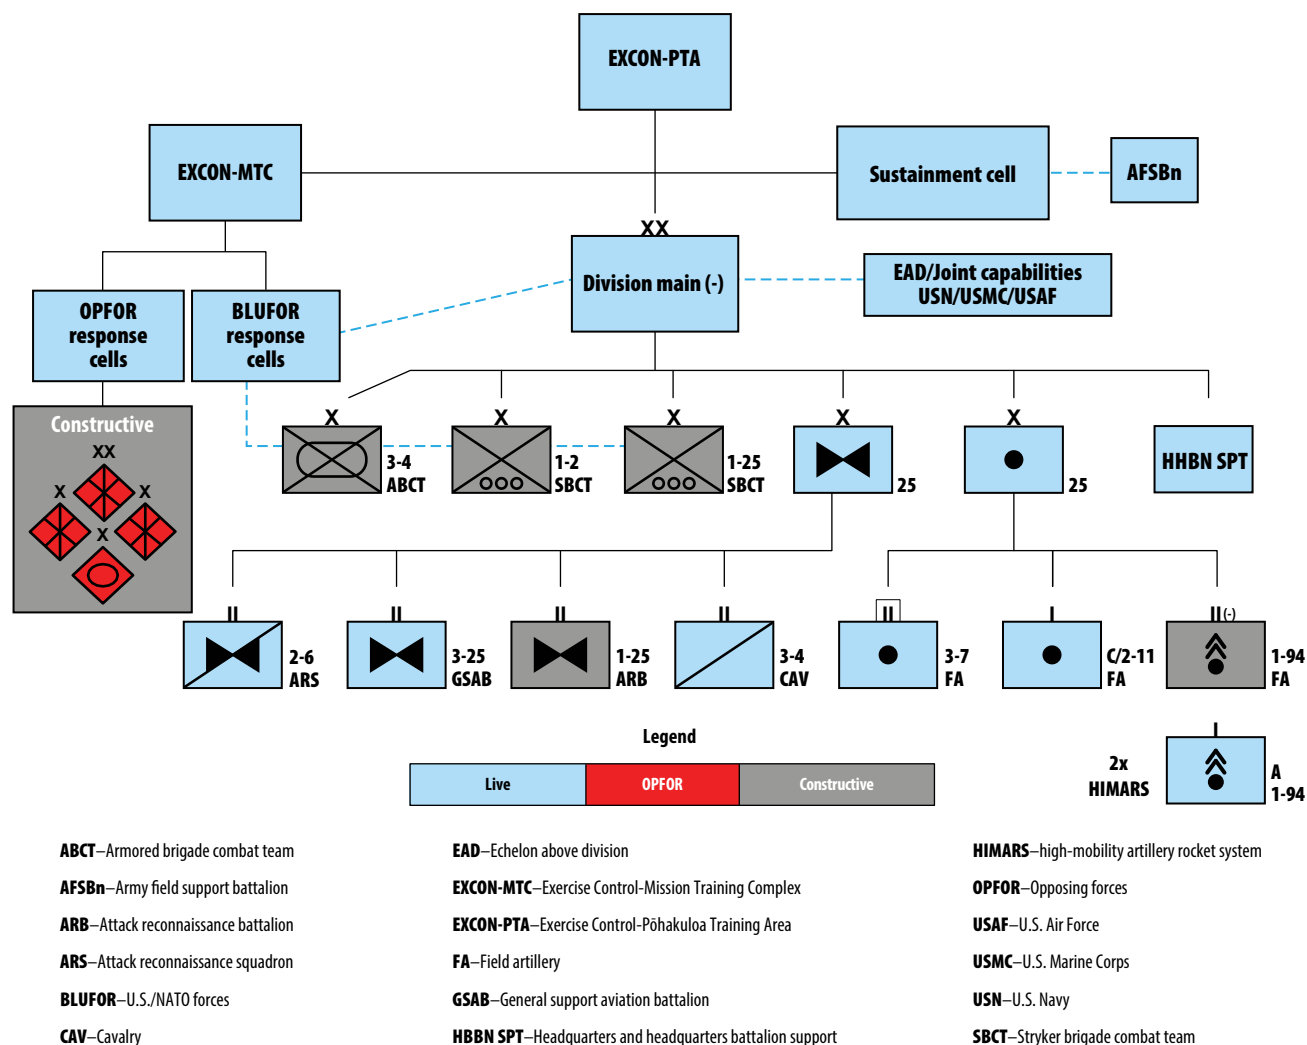 EXCON-PTA
EXCON-MTC
Sustainment cell
AFSBn
XX
Division main (-)
EAD/Joint capabilities
USN/USMC/USAF
OPFOR
response
cells
BLUFOR
response
cells
Constructive
XX
X
X
X
X
3-4
ABCT
X
1-2
SBCT
X
1-25
SBCT
X
25
X
25
HHBN SPT
II
2-6
ARS
II
3-25
GSAB
II
1-25
ARB
II
3-4
CAV
II
3-7
FA
I
C/2-11
FA
II(-)
1-94
FA
2x
HIMARS
I
A
1-94
Legend
Live
OPFOR
Constructive
ABCT–Armored brigade combat team
AFSBn–Army field support battalion
ARB–Attack reconnaissance battalion
ARS–Attack reconnaissance squadron
BLUFOR–U.S./NATO forces
CAV–Cavalry
EAD–Echelon above division
EXCON-MTC–Exercise Control-Mission Training Complex
EXCON-PTA–Exercise Control-Pōhakuloa Training Area
FA–Field artillery
GSAB–General support aviation battalion
HBBN SPT–Headquarters and headquarters battalion support
HIMARS–high-mobility artillery rocket system
OPFOR–Opposing forces
USAF–U.S. Air Force
USMC–U.S. Marine Corps
USN–U.S. Navy
SBCT–Stryker brigade combat team